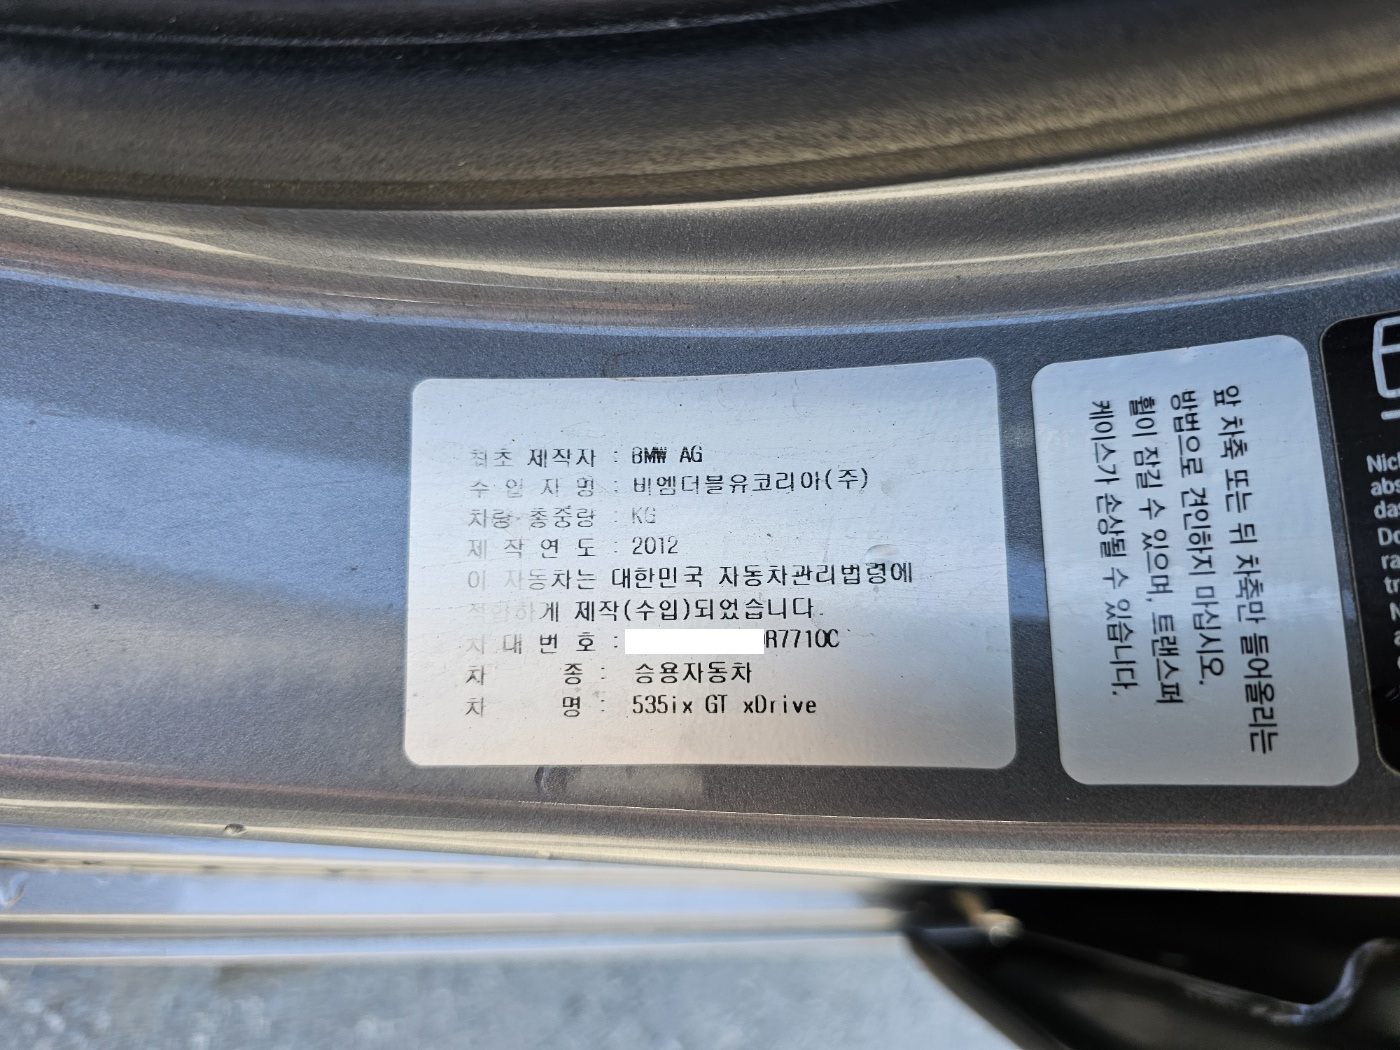 최초 제작자 : BMW AG
수 입 자 명 : 비엠더블유코리아(주)
차량 총중량 : KG
제 작 연 도 : 2012
이 자동차는 대한민국 자동차관리법령에
적합하게 제작(수입)되었습니다.
차 대 번 호 : R7710C
차 종 : 승용자동차
차 명 : 535ix GT xDrive
앞 차축 또는 뒤 차축만 들어올리는
방법으로 견인하지 마십시오.
휠이 잠길 수 있으며, 트랜스퍼
케이스가 손상될 수 있습니다.